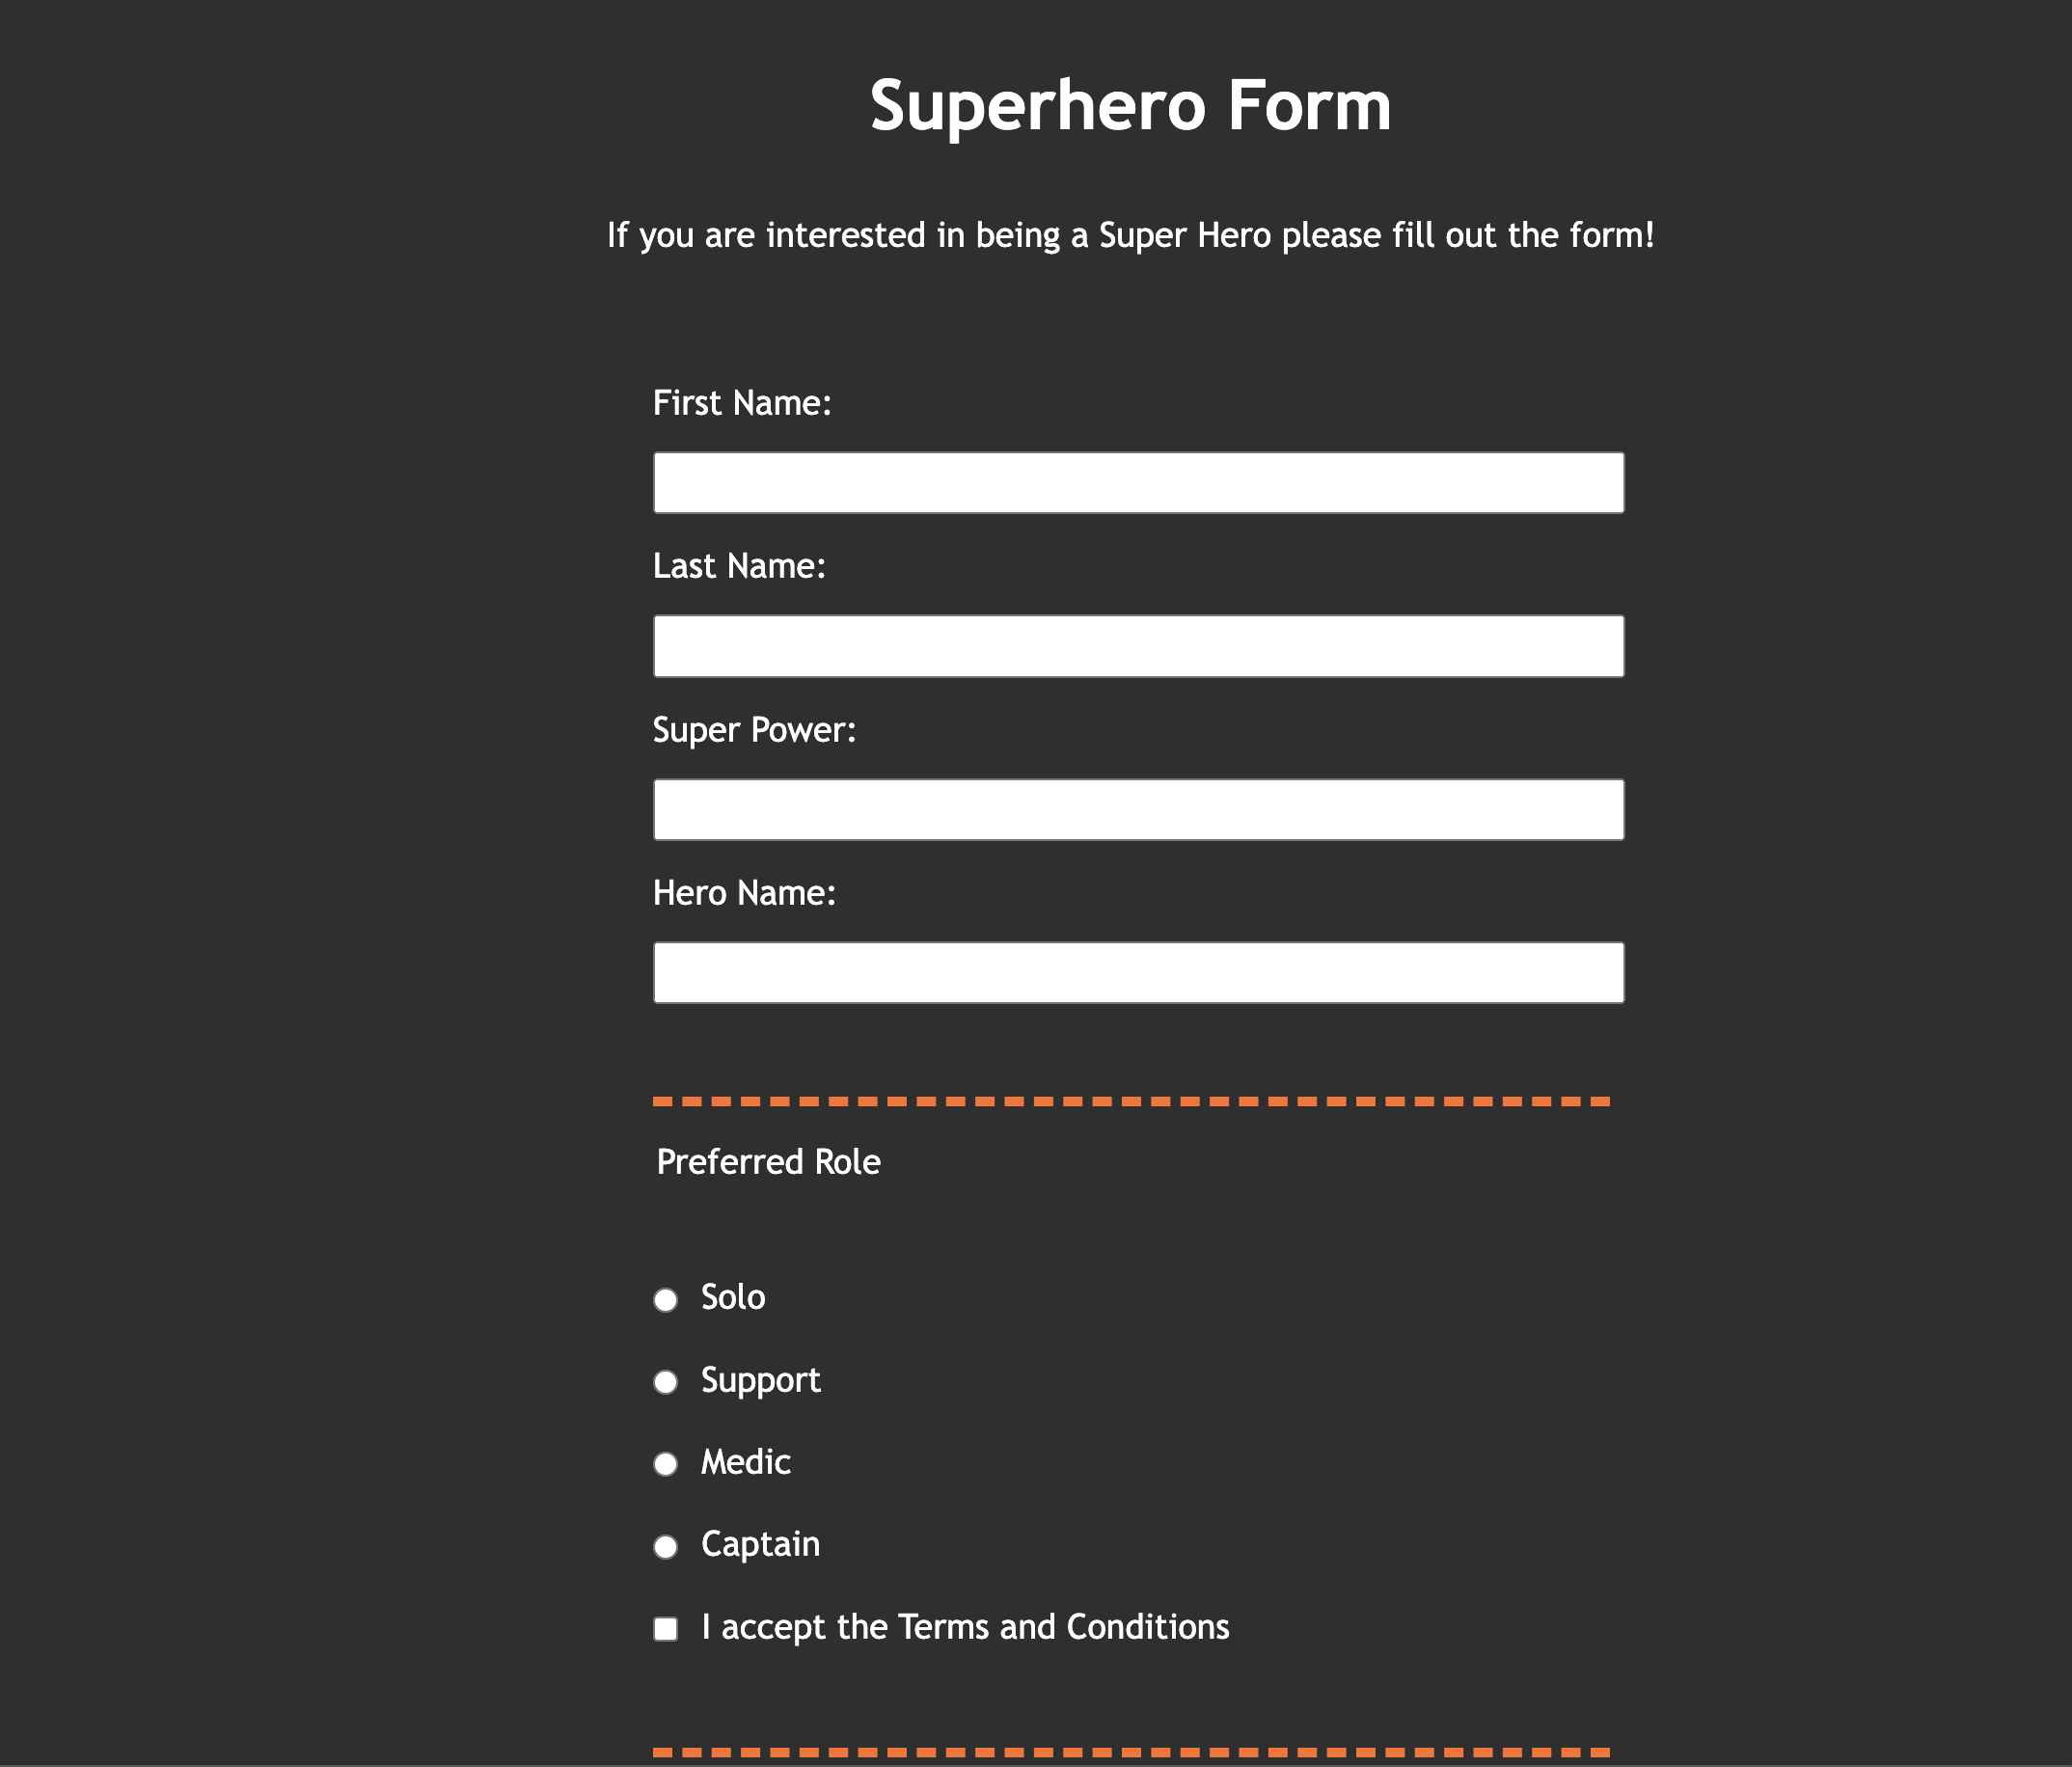 Superhero Form
If you are interested in being a Super Hero please fill out the form!
First Name:
Last Name:
Super Power:
Hero Name:
Preferred Role
Solo
Support
Medic
Captain
I accept the Terms and Conditions